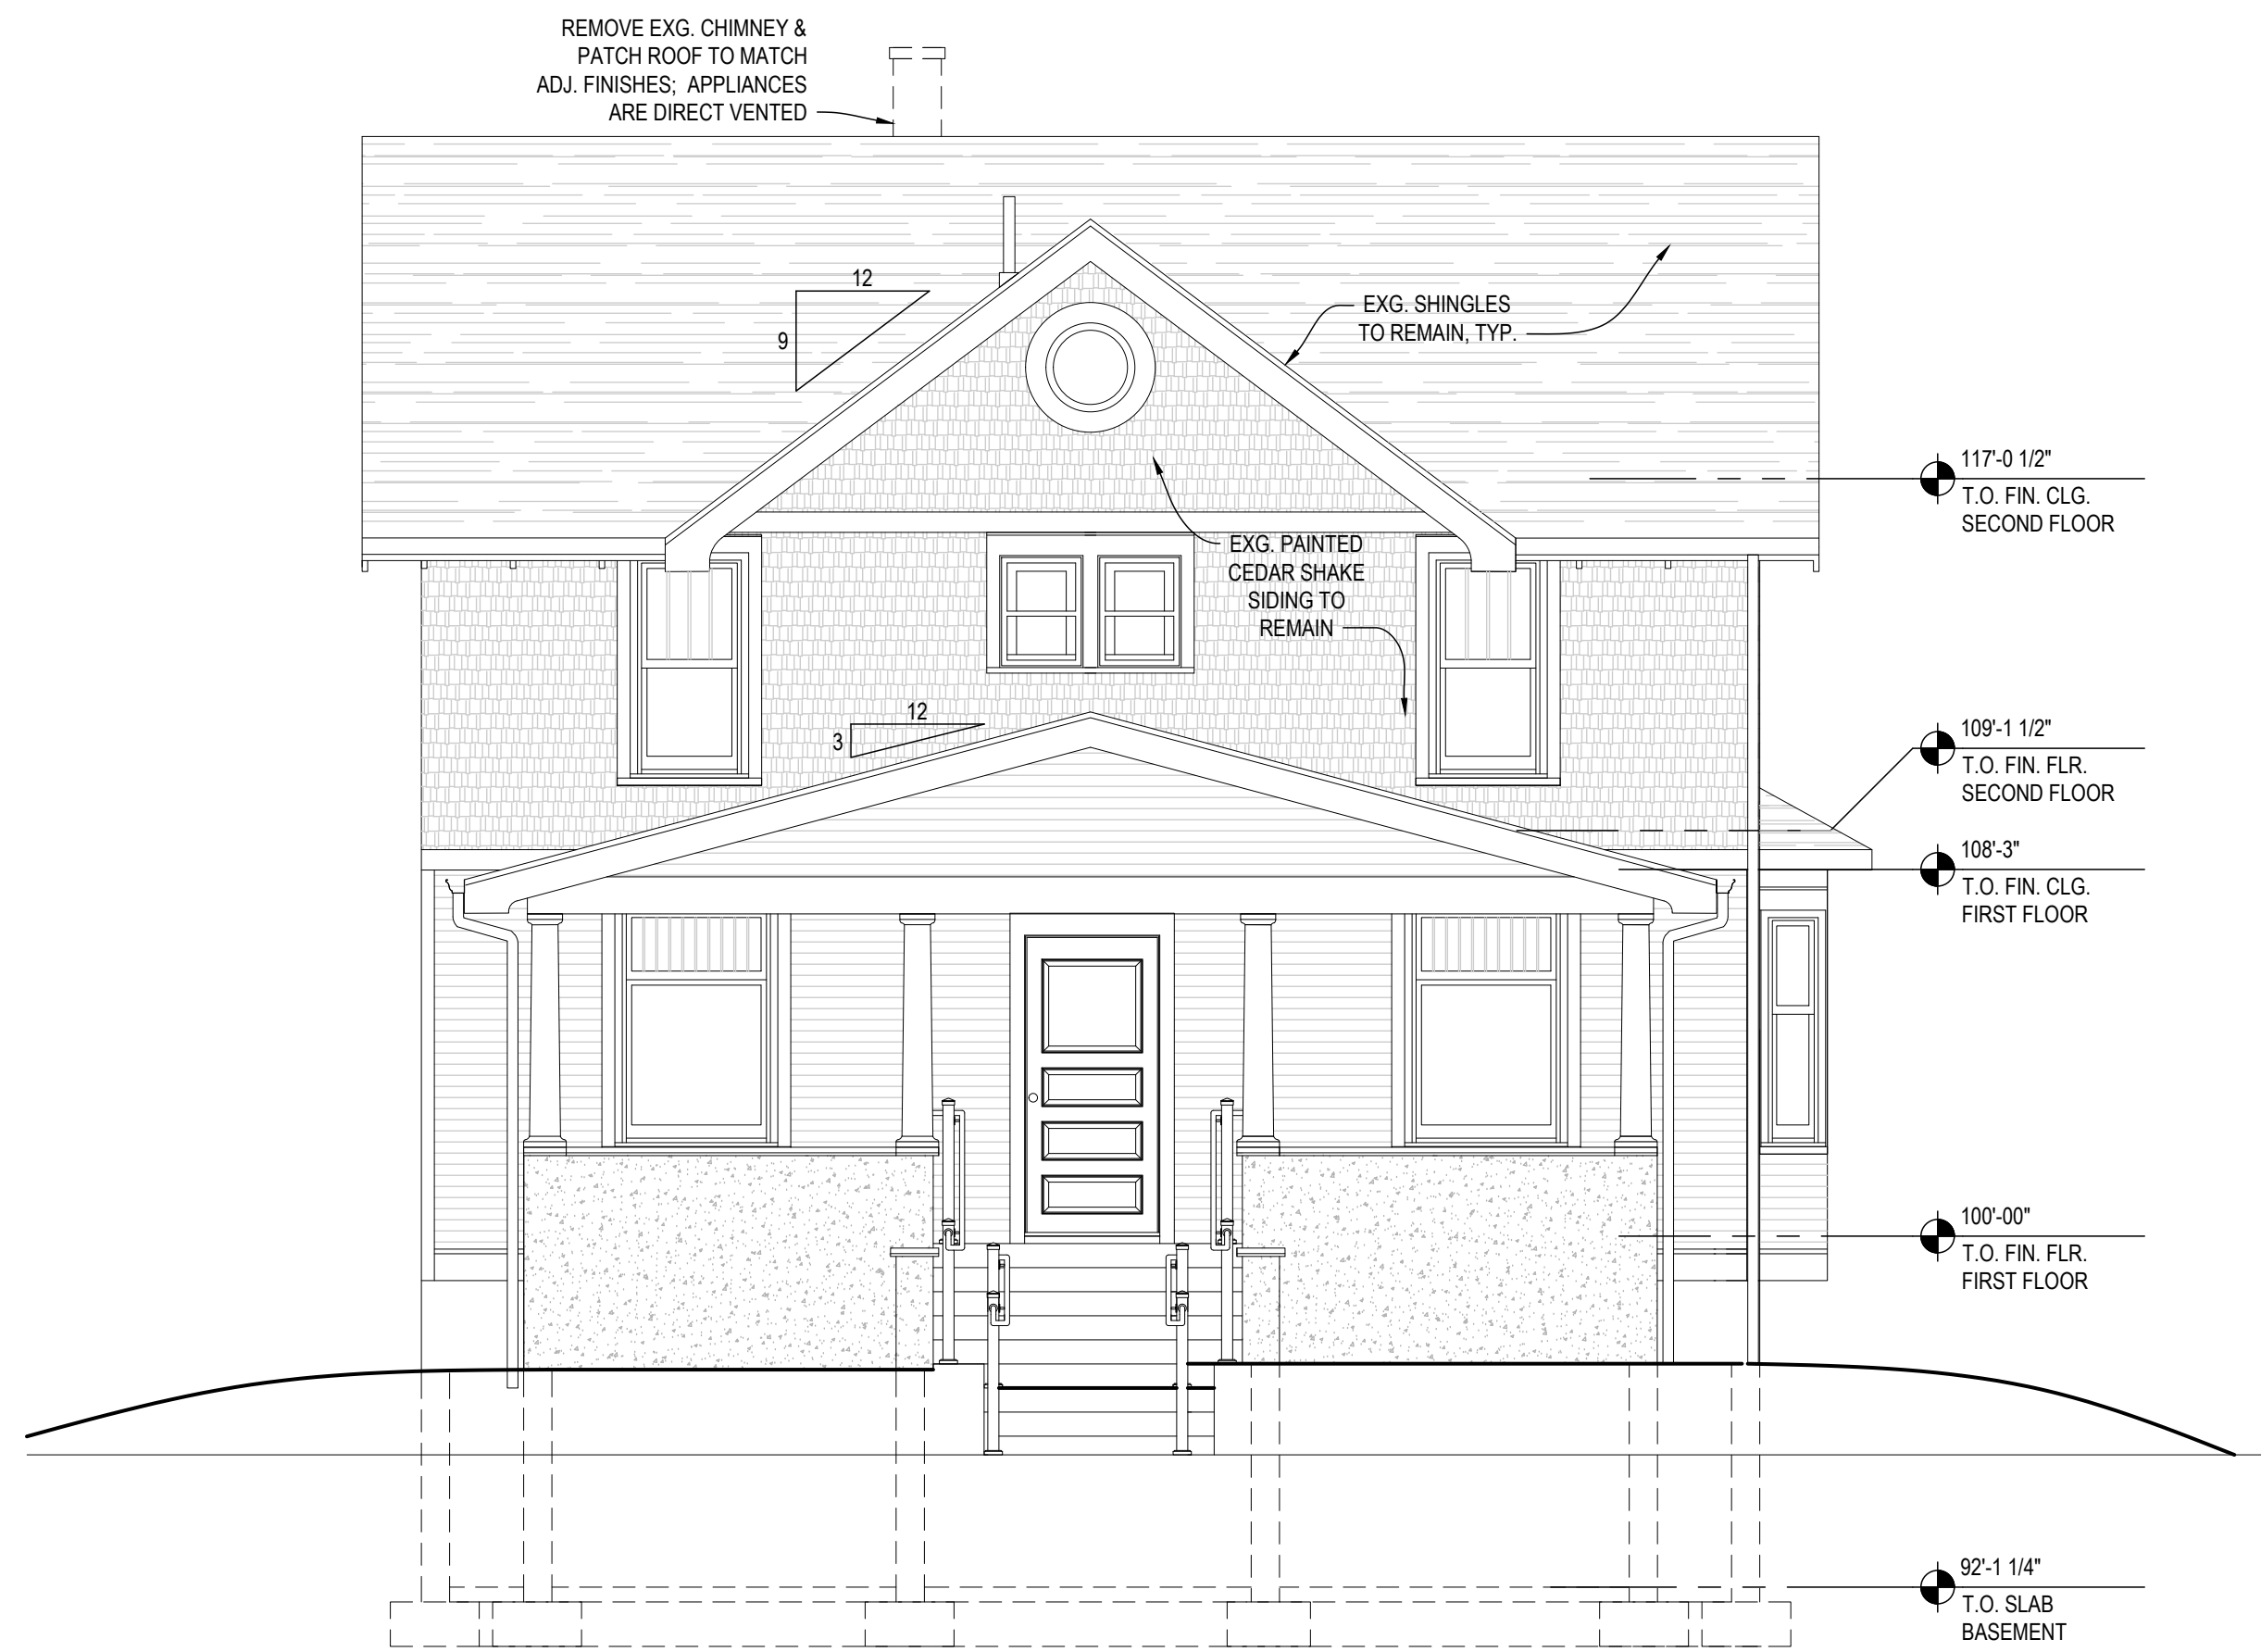 REMOVE EXG. CHIMNEY &
PATCH ROOF TO MATCH
ADJ. FINISHES; APPLIANCES
ARE DIRECT VENTED
12
9
EXG. SHINGLES
TO REMAIN, TYP.
117'-0 1/2"
T.O. FIN. CLG.
SECOND FLOOR
EXG. PAINTED
CEDAR SHAKE
SIDING TO
REMAIN
12
3
109'-1 1/2"
T.O. FIN. FLR.
SECOND FLOOR
108'-3"
T.O. FIN. CLG.
FIRST FLOOR
100'-00"
T.O. FIN. FLR.
FIRST FLOOR
92'-1 1/4"
T.O. SLAB
BASEMENT